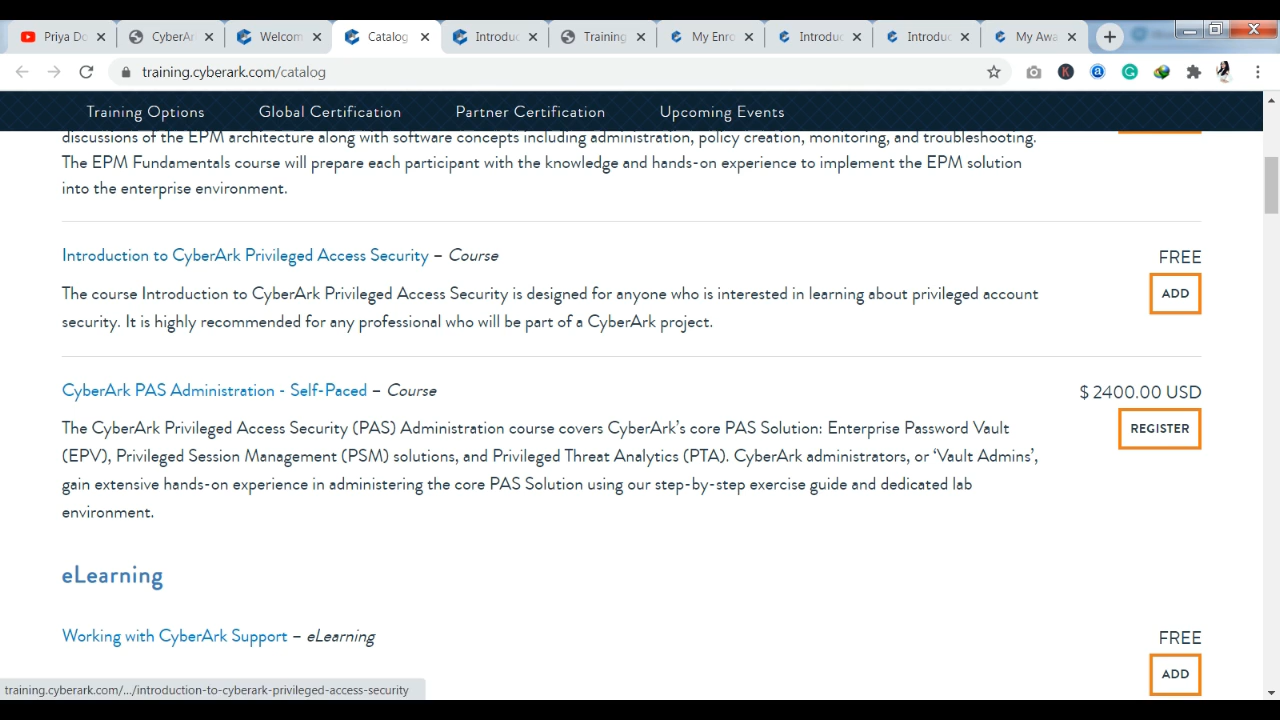 Priya Do
CyberAr
Welcom
Catalog
Introduc
Training
My Enro
Introduc
Introduc
My Awa
training.cyberark.com/catalog
Training Options
Global Certification
Partner Certification
Upcoming Events
discussions of the EPM architecture along with software concepts including administration, policy creation, monitoring, and troubleshooting.
The EPM Fundamentals course will prepare each participant with the knowledge and hands-on experience to implement the EPM solution
into the enterprise environment.
Introduction to CyberArk Privileged Access Security – Course
FREE
ADD
The course Introduction to CyberArk Privileged Access Security is designed for anyone who is interested in learning about privileged account
security. It is highly recommended for any professional who will be part of a CyberArk project.
CyberArk PAS Administration - Self-Paced – Course
$ 2400.00 USD
REGISTER
The CyberArk Privileged Access Security (PAS) Administration course covers CyberArk’s core PAS Solution: Enterprise Password Vault
(EPV), Privileged Session Management (PSM) solutions, and Privileged Threat Analytics (PTA). CyberArk administrators, or ‘Vault Admins’,
gain extensive hands-on experience in administering the core PAS Solution using our step-by-step exercise guide and dedicated lab
environment.
eLearning
Working with CyberArk Support – eLearning
FREE
ADD
training.cyberark.com/.../introduction-to-cyberark-privileged-access-security